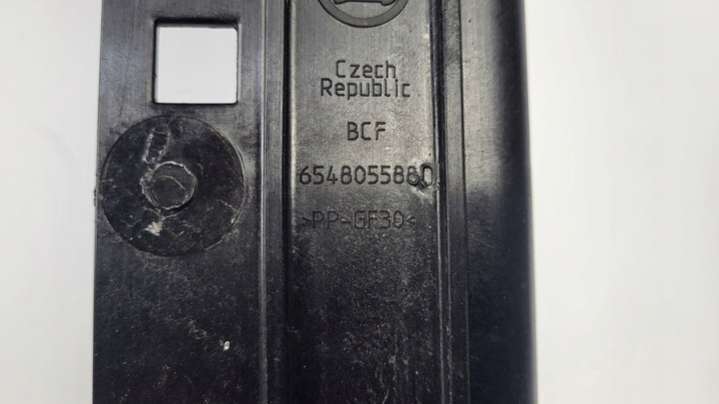 Czech
Republic
BCF
654805588D
>PP-GF30<